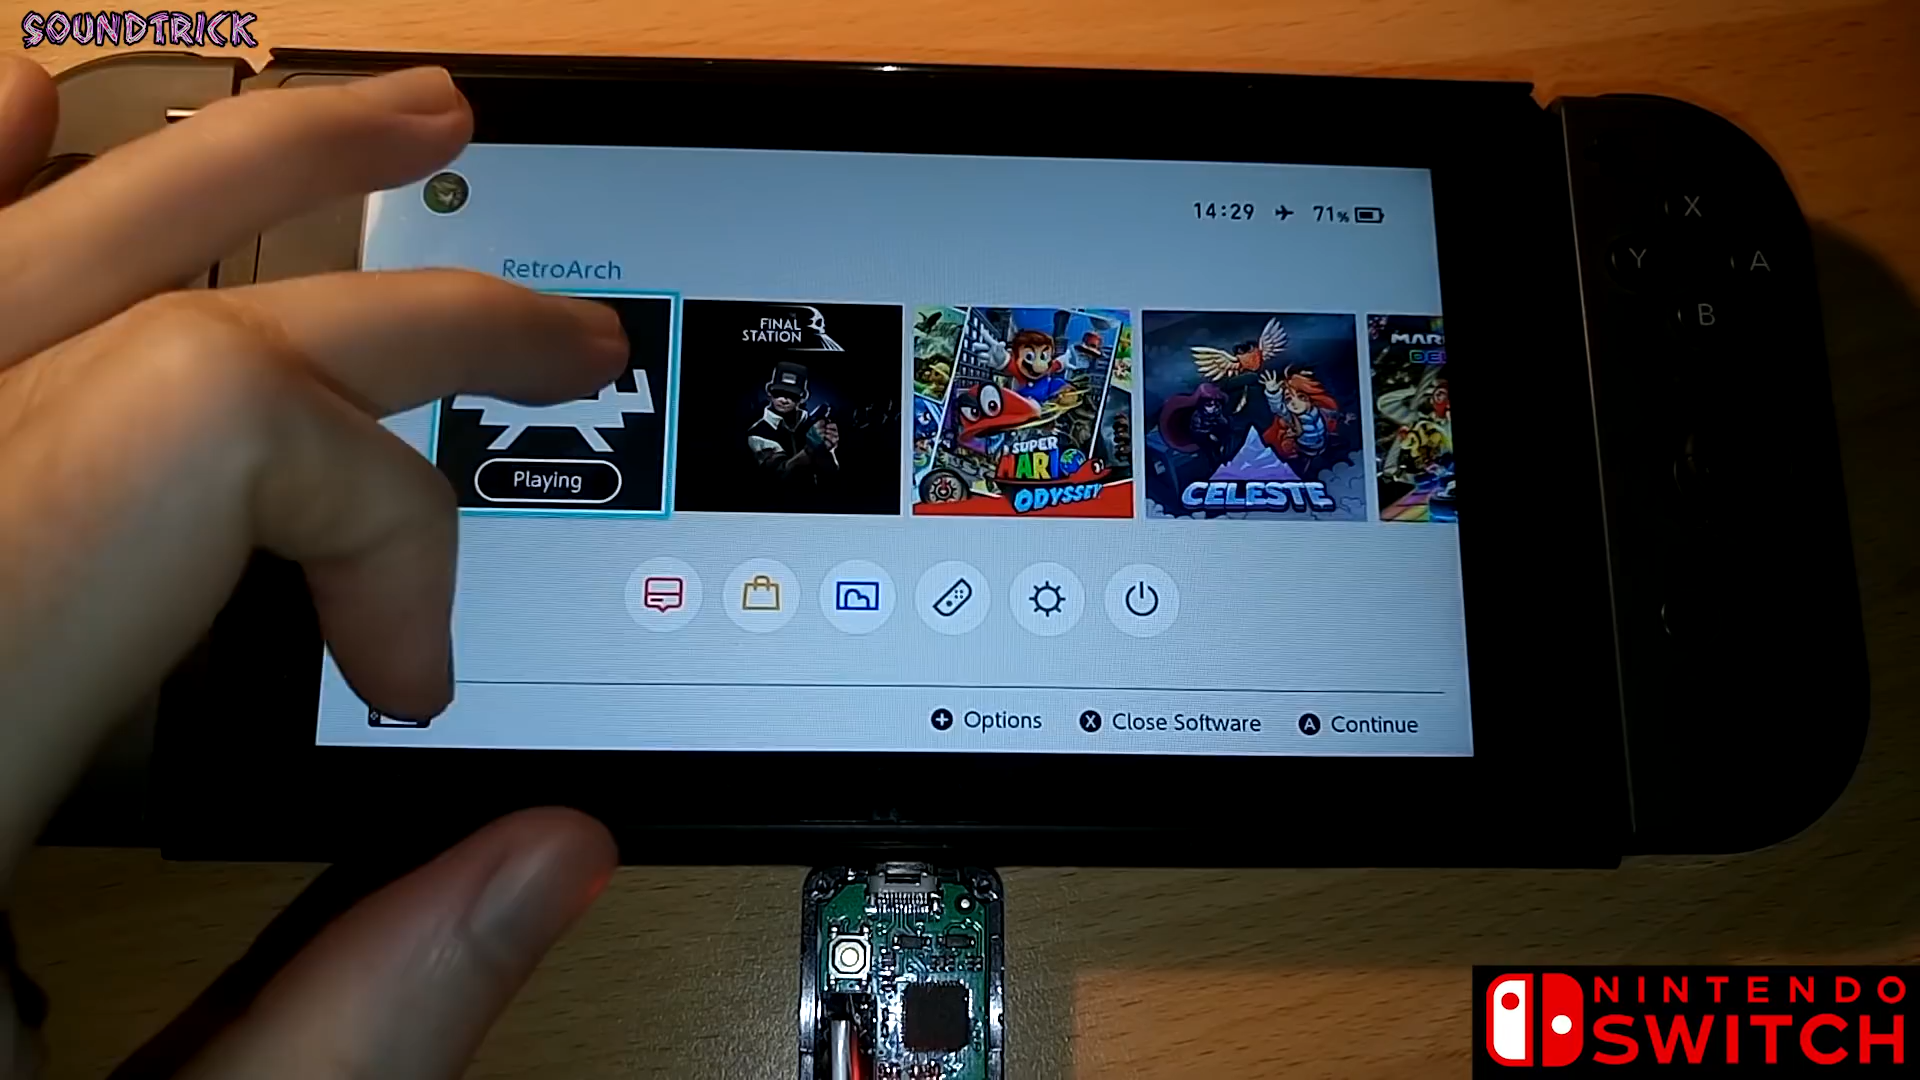 SOUNDTRICK
14:29 71%
RetroArch
Playing
FINAL
STATION
SUPER
MARIO
ODYSSEY
CELESTE
Options Close Software Continue
X
Y A
B
NINTENDO
SWITCH